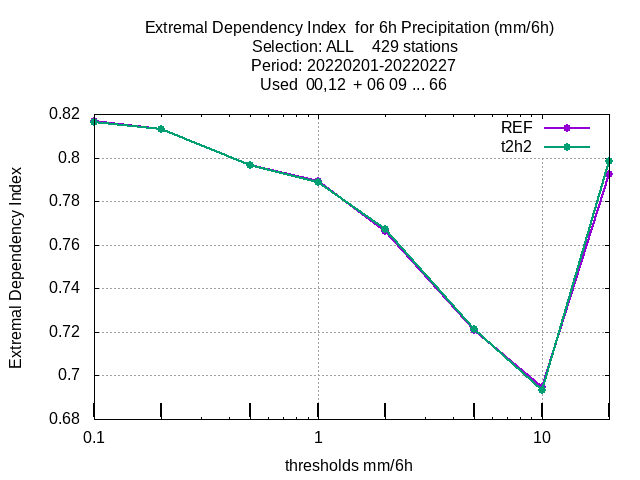 Extremal Dependency Index  for 6h Precipitation (mm/6h)
Selection: ALL    429 stations
Period: 20220201-20220227
Used  00,12  + 06 09 ... 66
REF
t2h2
0.82
0.8
0.78
0.76
0.74
0.72
0.7
0.68
Extremal Dependency Index
0.1
1
10
thresholds mm/6h